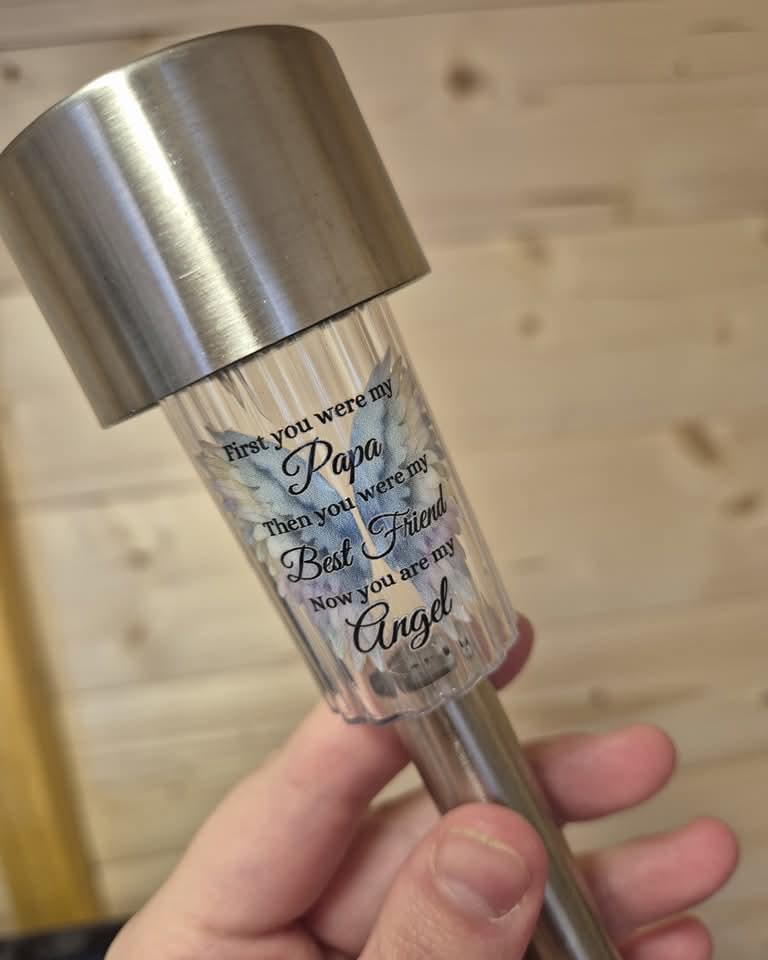 First you were my
Papa
Then you were my
Best Friend
Now you are my
Angel